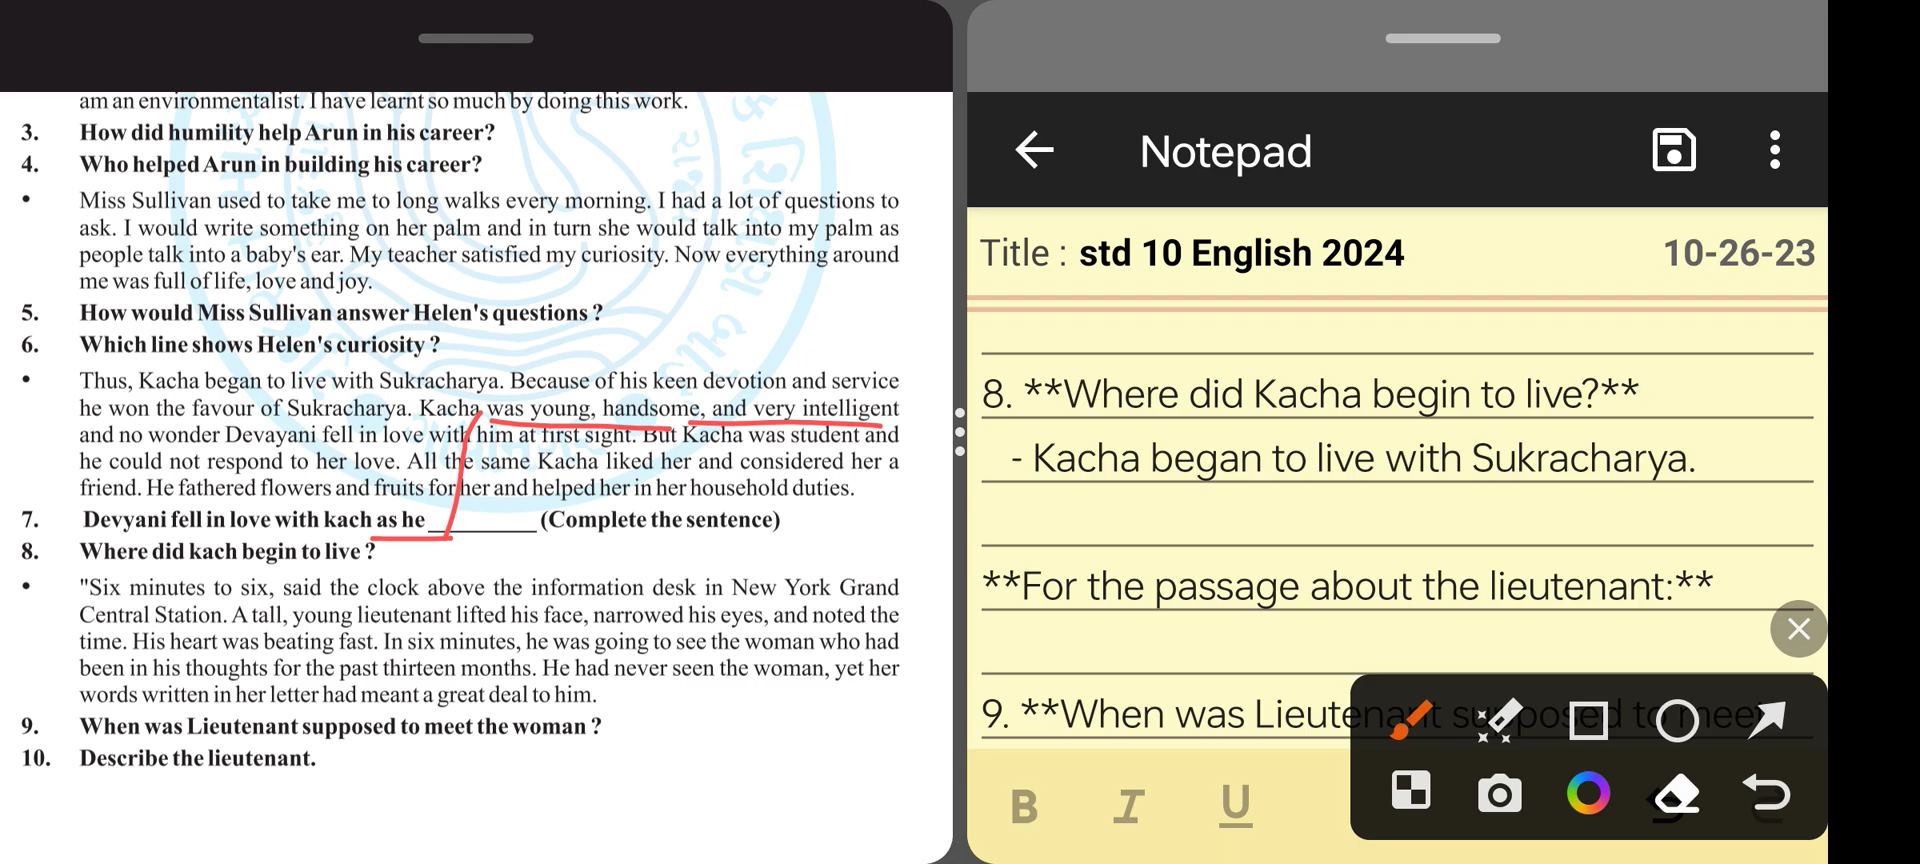 am an environmentalist. I have learnt so much by doing this work.
3. How did humility help Arun in his career?
4. Who helped Arun in building his career?
• Miss Sullivan used to take me to long walks every morning. I had a lot of questions to
ask. I would write something on her palm and in turn she would talk into my palm as
people talk into a baby's ear. My teacher satisfied my curiosity. Now everything around
me was full of life, love and joy.
5. How would Miss Sullivan answer Helen's questions ?
6. Which line shows Helen's curiosity ?
• Thus, Kacha began to live with Sukracharya. Because of his keen devotion and service
he won the favour of Sukracharya. Kacha was young, handsome, and very intelligent
and no wonder Devayani fell in love with him at first sight. But Kacha was student and
he could not respond to her love. All the same Kacha liked her and considered her a
friend. He fathered flowers and fruits for her and helped her in her household duties.
7. Devyani fell in love with kach as he __________ (Complete the sentence)
8. Where did kach begin to live ?
• "Six minutes to six, said the clock above the information desk in New York Grand
Central Station. A tall, young lieutenant lifted his face, narrowed his eyes, and noted the
time. His heart was beating fast. In six minutes, he was going to see the woman who had
been in his thoughts for the past thirteen months. He had never seen the woman, yet her
words written in her letter had meant a great deal to him.
9. When was Lieutenant supposed to meet the woman ?
10. Describe the lieutenant.
Notepad
Title : std 10 English 2024 10-26-23
8. **Where did Kacha begin to live?**
- Kacha began to live with Sukracharya.
**For the passage about the lieutenant:**
9. **When was Lieutenant supposed to meet
B I U